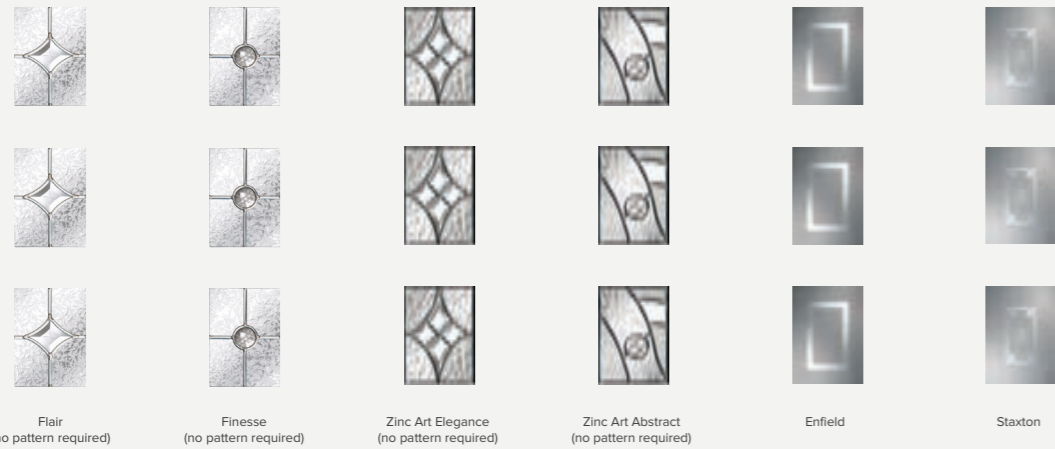 Flair
no pattern required)
Finesse
(no pattern required)
Zinc Art Elegance
(no pattern required)
Zinc Art Abstract
(no pattern required)
Enfield
Staxton